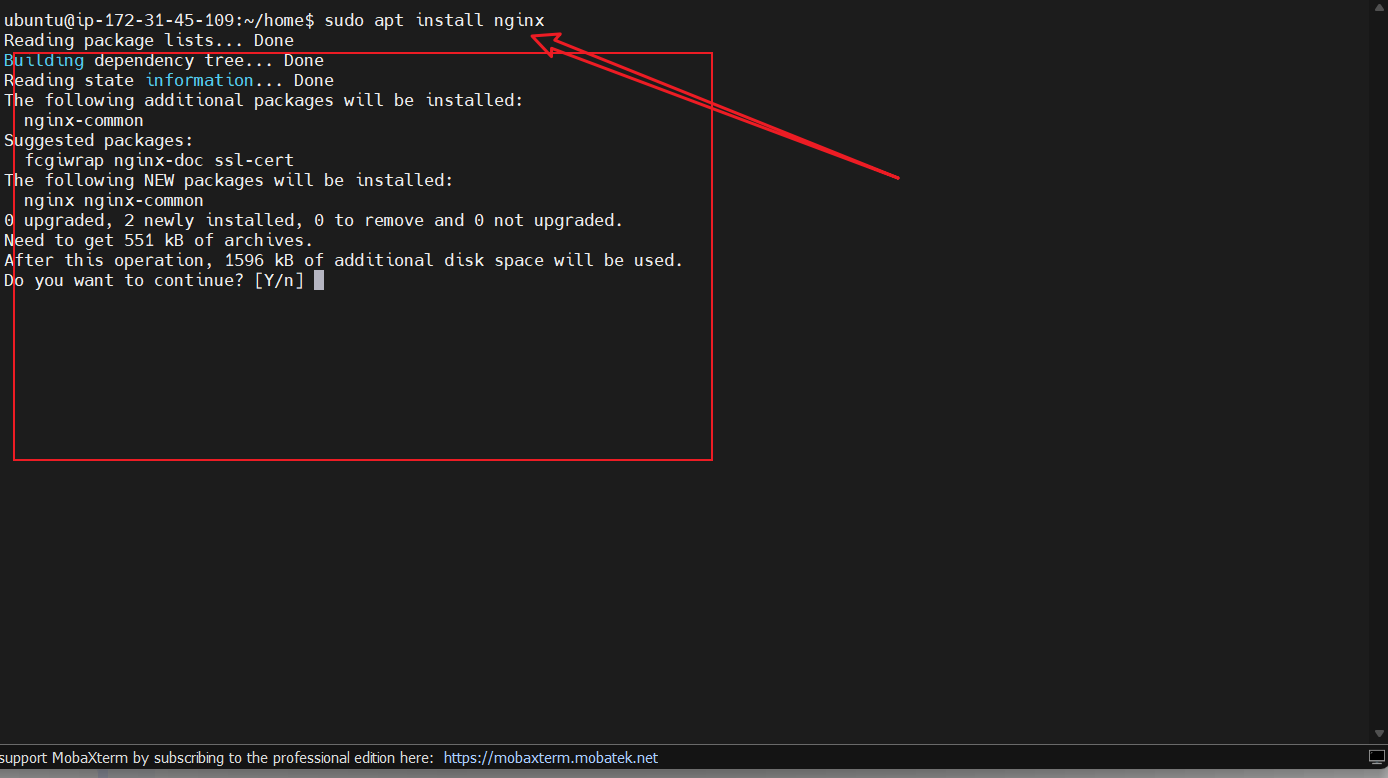 ubuntu@ip-172-31-45-109:~/home$ sudo apt install nginx
Reading package lists... Done
Building dependency tree... Done
Reading state information... Done
The following additional packages will be installed:
  nginx-common
Suggested packages:
  fcgiwrap nginx-doc ssl-cert
The following NEW packages will be installed:
  nginx nginx-common
0 upgraded, 2 newly installed, 0 to remove and 0 not upgraded.
Need to get 551 kB of archives.
After this operation, 1596 kB of additional disk space will be used.
Do you want to continue? [Y/n]
support MobaXterm by subscribing to the professional edition here: https://mobaxterm.mobatek.net